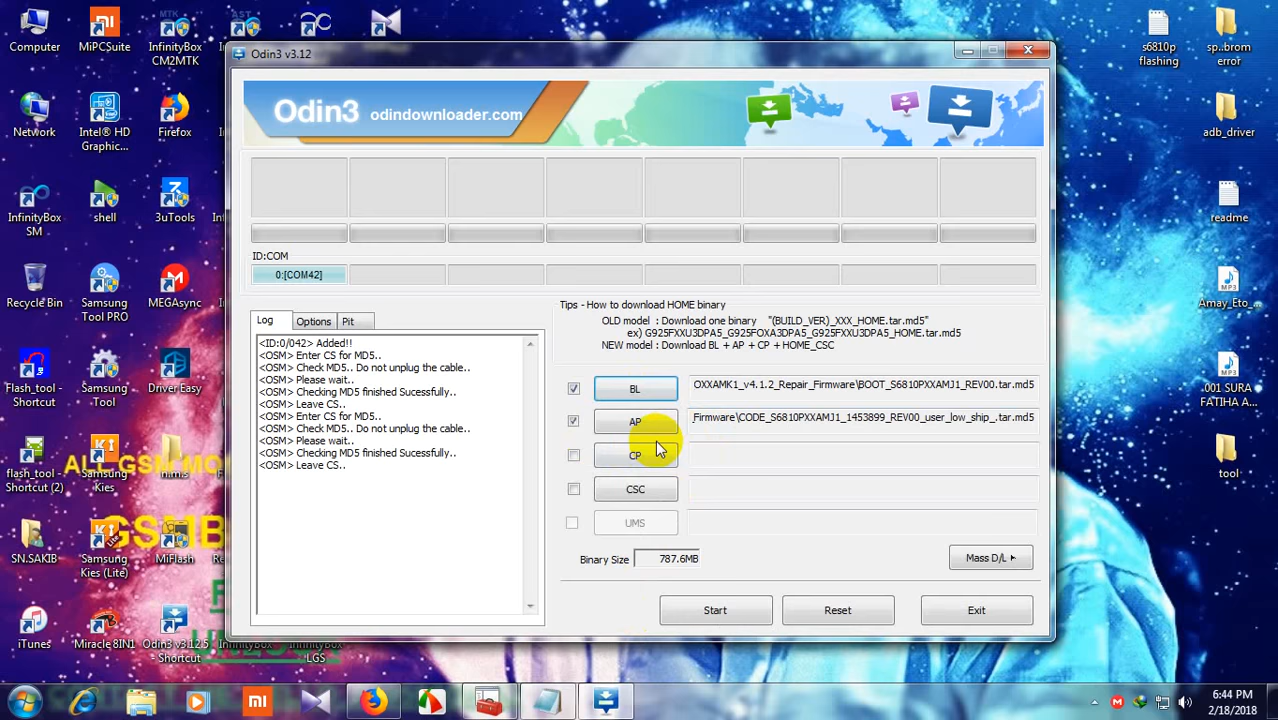 Computer
MiPCSuite
InfinityBox
CM2MTK
s6810p
flashing
sp..brom
error
Network
Intel® HD
Graphic...
Firefox
adb_driver
InfinityBox
SM
shell
3uTools
readme
Recycle Bin
Samsung
Tool PRO
MEGAsync
Amay_Eto_...
Flash_tool -
Shortcut
Samsung
Tool
Driver Easy
.001 SURA
FATIHA A...
flash_tool -
Shortcut (2)
Samsung
Kies
tool
SN.SAKIB
Samsung
Kies (Lite)
MiFlash
iTunes
Miracle 8IN1
Odin3 v3.12.5
- Shortcut
InfinityBox
InfinityBox
LGS
Odin3 v3.12
Odin3 odindownloader.com
ID:COM
0:[COM42]
Log
Options
Pit
<ID:0/042> Added!!
<OSM> Enter CS for MD5..
<OSM> Check MD5.. Do not unplug the cable..
<OSM> Please wait..
<OSM> Checking MD5 finished Sucessfully..
<OSM> Leave CS..
<OSM> Enter CS for MD5..
<OSM> Check MD5.. Do not unplug the cable..
<OSM> Please wait..
<OSM> Checking MD5 finished Sucessfully..
<OSM> Leave CS..
Tips - How to download HOME binary
OLD model : Download one binary "(BUILD_VER)_XXX_HOME.tar.md5"
ex) G925FXXU3DPA5_G925FOXA3DPA5_G925FXXU3DPA5_HOME.tar.md5
NEW model : Download BL + AP + CP + HOME_CSC
BL
OXXAMK1_v4.1.2_Repair_Firmware\BOOT_S6810PXXAMJ1_REV00.tar.md5
AP
Firmware\CODE_S6810PXXAMJ1_1453899_REV00_user_low_ship_.tar.md5
CP
CSC
UMS
Binary Size
787.6MB
Mass D/L
Start
Reset
Exit
6:44 PM
2/18/2018